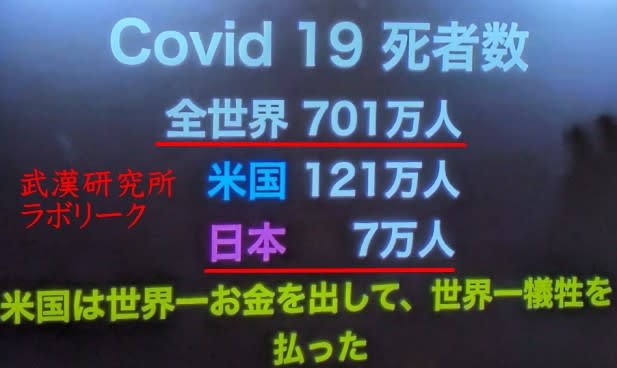 Covid 19 死者数
全世界 701万人
武漢研究所
ラボリーク
米国 121万人
日本 7万人
米国は世界一お金を出して、世界一犠牲を
払った